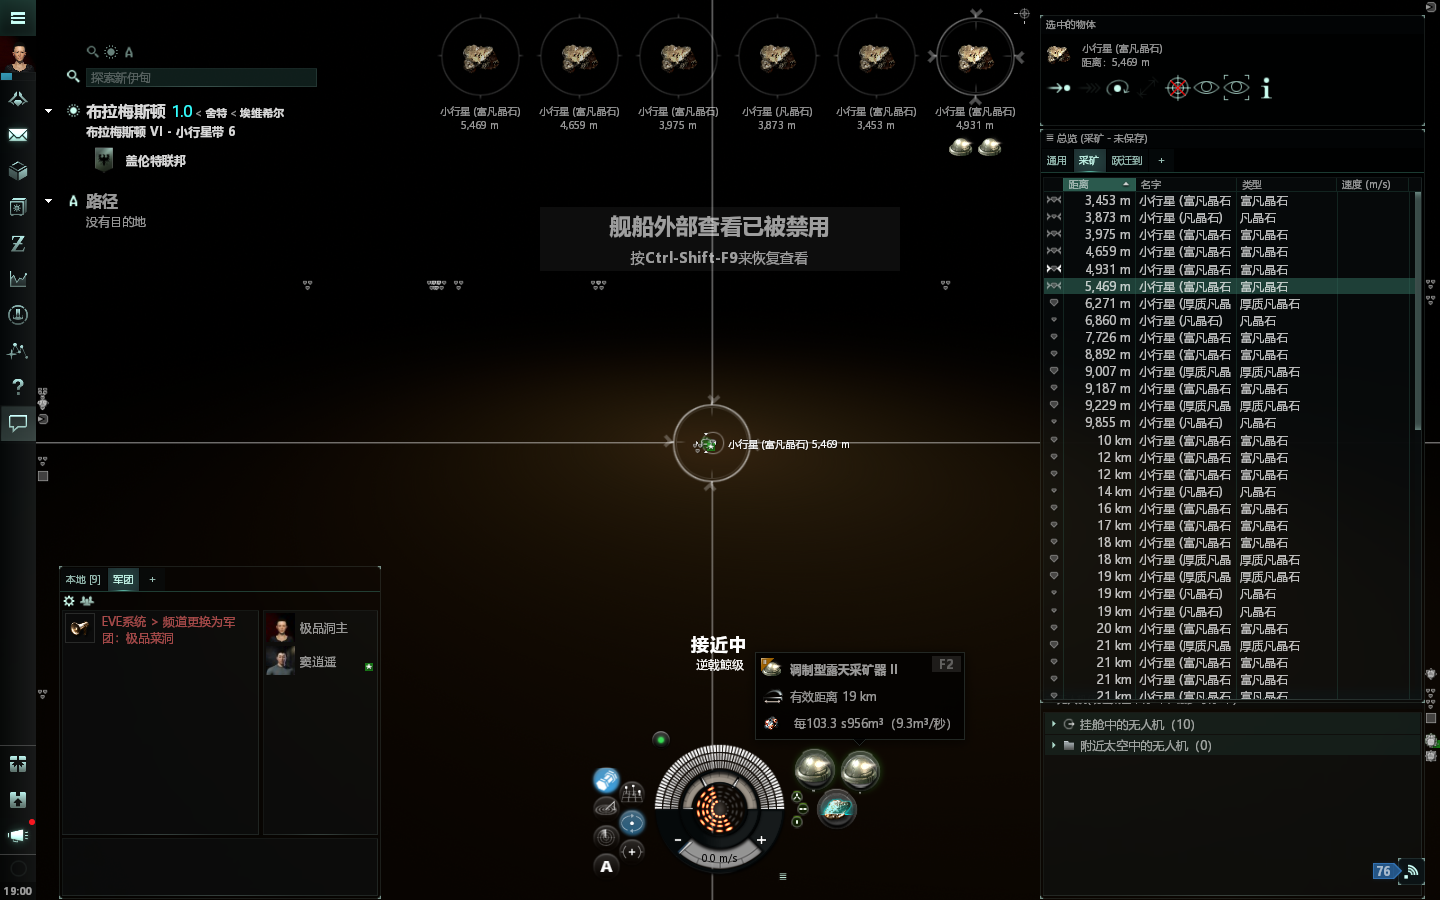 探索新伊甸
布拉梅斯顿 1.0 < 舍特 < 埃维希尔
布拉梅斯顿 VI - 小行星带 6
盖伦特联邦
A 路径
没有目的地
小行星 (富凡晶石)
5,469 m
小行星 (富凡晶石)
4,659 m
小行星 (富凡晶石)
3,975 m
小行星 (凡晶石)
3,873 m
小行星 (富凡晶石)
3,453 m
小行星 (富凡晶石)
4,931 m
舰船外部查看已被禁用
按Ctrl-Shift-F9来恢复查看
小行星 (富凡晶石) 5,469 m
选中的物体
小行星 (富凡晶石)
距离: 5,469 m
总览 (采矿 - 未保存)
通用 采矿 跃迁到 +
距离 名字 类型 速度 (m/s)
3,453 m 小行星 (富凡晶石 富凡晶石
3,873 m 小行星 (凡晶石) 凡晶石
3,975 m 小行星 (富凡晶石 富凡晶石
4,659 m 小行星 (富凡晶石 富凡晶石
4,931 m 小行星 (富凡晶石 富凡晶石
5,469 m 小行星 (富凡晶石 富凡晶石
6,271 m 小行星 (厚质凡晶 厚质凡晶石
6,860 m 小行星 (凡晶石) 凡晶石
7,726 m 小行星 (富凡晶石 富凡晶石
8,892 m 小行星 (富凡晶石 富凡晶石
9,007 m 小行星 (厚质凡晶 厚质凡晶石
9,187 m 小行星 (富凡晶石 富凡晶石
9,229 m 小行星 (厚质凡晶 厚质凡晶石
9,855 m 小行星 (凡晶石) 凡晶石
10 km 小行星 (富凡晶石 富凡晶石
12 km 小行星 (富凡晶石 富凡晶石
12 km 小行星 (富凡晶石 富凡晶石
14 km 小行星 (凡晶石) 凡晶石
16 km 小行星 (富凡晶石 富凡晶石
17 km 小行星 (富凡晶石 富凡晶石
18 km 小行星 (富凡晶石 富凡晶石
18 km 小行星 (厚质凡晶 厚质凡晶石
19 km 小行星 (厚质凡晶 厚质凡晶石
19 km 小行星 (凡晶石) 凡晶石
19 km 小行星 (凡晶石) 凡晶石
20 km 小行星 (富凡晶石 富凡晶石
21 km 小行星 (厚质凡晶 厚质凡晶石
21 km 小行星 (富凡晶石 富凡晶石
21 km 小行星 (富凡晶石 富凡晶石
21 km 小行星 (富凡晶石 富凡晶石
挂舱中的无人机 (10)
附近太空中的无人机 (0)
76
本地 [9] 军团 +
EVE系统 > 频道更换为军
团：极品菜洞
极品洞主
窦逍遥
接近中
逆戟鲸级
调制型露天采矿器 II F2
有效距离 19 km
每103.3 s956m³（9.3m³/秒）
0.0 m/s
A
19:00